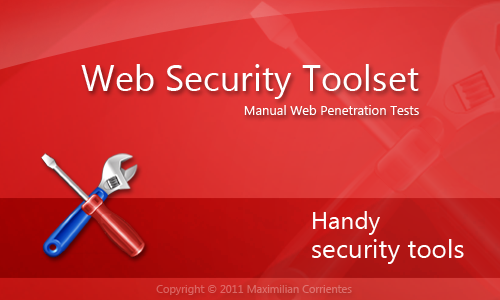 Web Security Toolset
Manual Web Penetration Tests
Handy
security tools
Copyright © 2011 Maximilian Corrientes